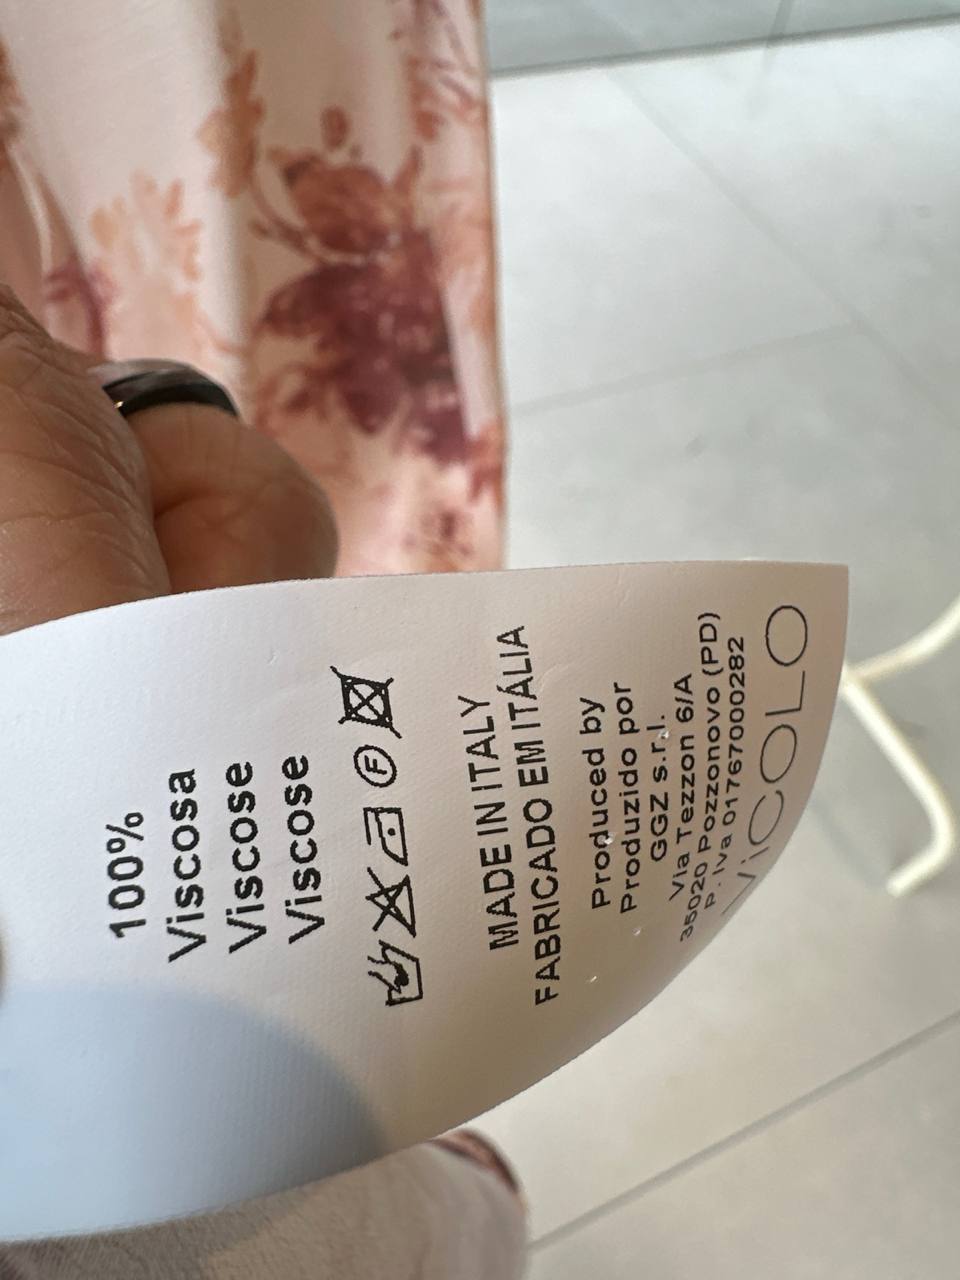 100%
Viscosa
Viscose
Viscose
F
MADE IN ITALY
FABRICADO EM ITÁLIA
Produced by
Produzido por
GGZ s.r.l.
Via Tezzon 6/A
35020 Pozzonovo (PD)
P. Iva 01767000282
ViCOLO